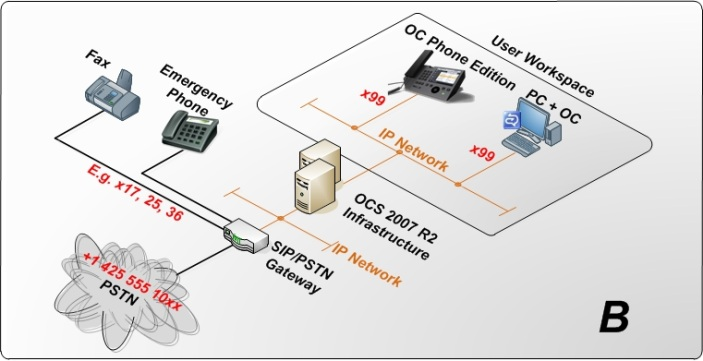 Fax
Emergency
Phone
OC Phone Edition
User Workspace
PC + OC
x99
x99
IP Network
E.g. x17, 25, 36
OCS 2007 R2
Infrastructure
SIP/PSTN
Gateway
IP Network
+1 425 555 10xx
PSTN
B